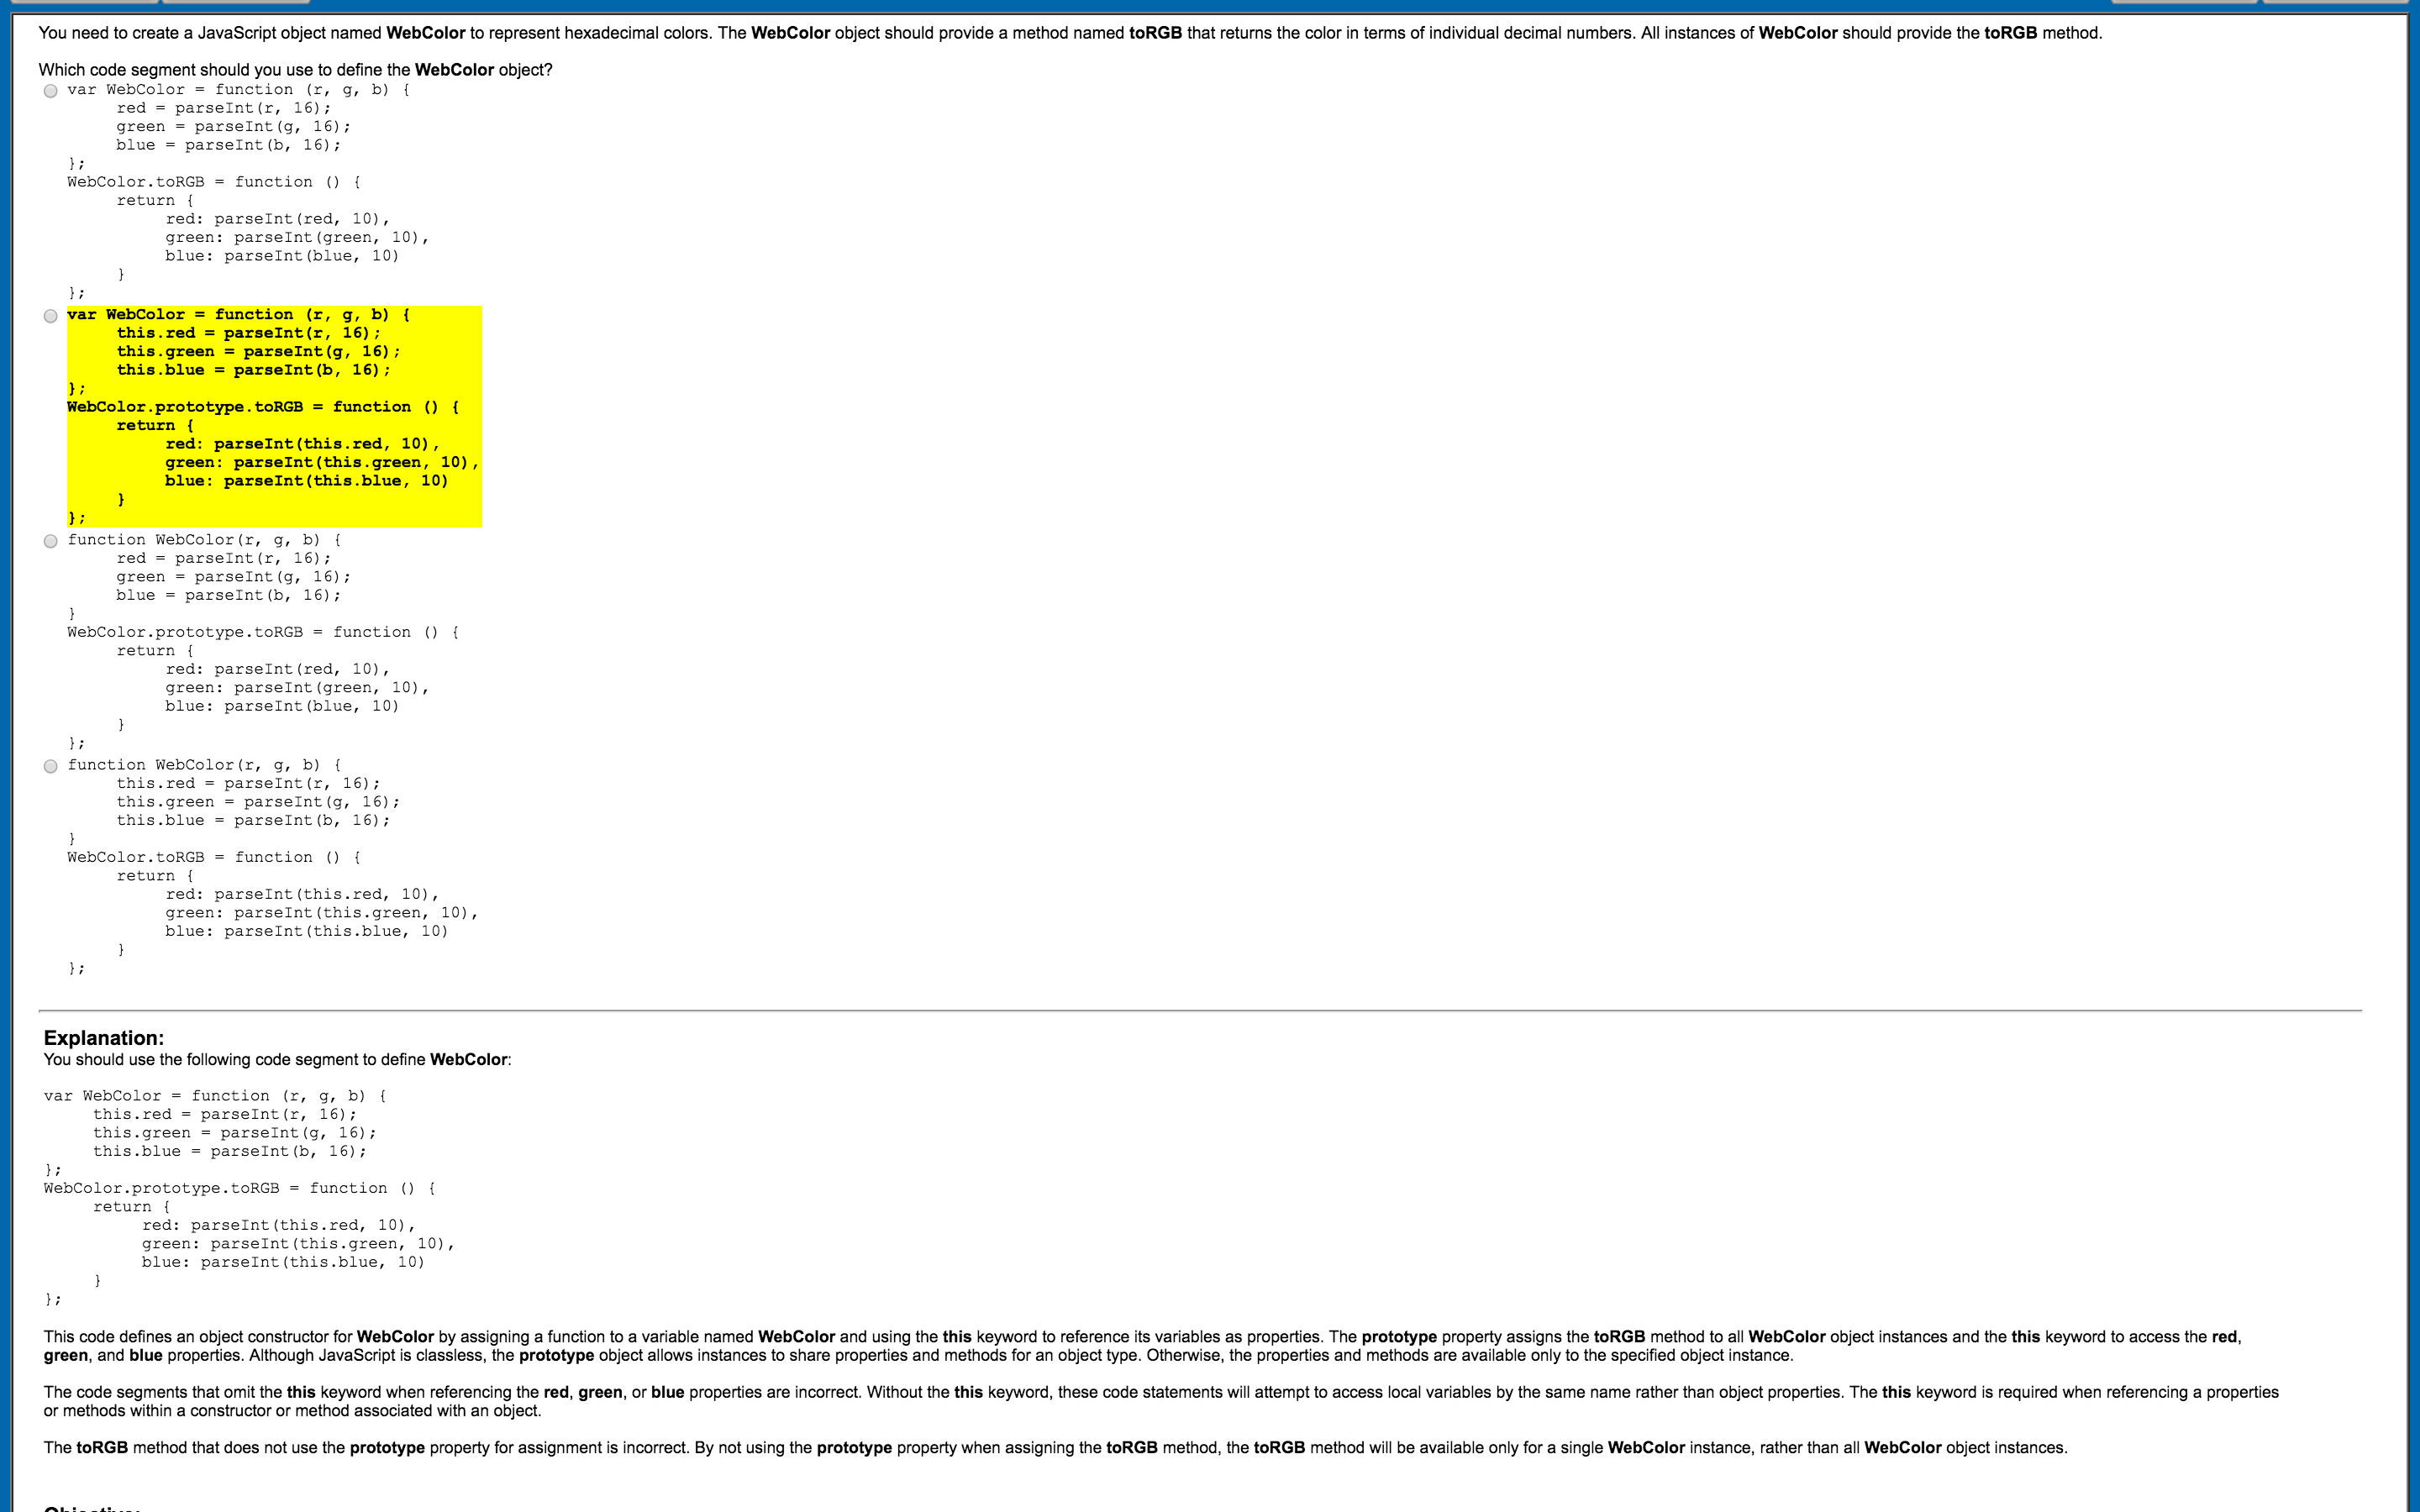 You need to create a JavaScript object named WebColor to represent hexadecimal colors. The WebColor object should provide a method named toRGB that returns the color in terms of individual decimal numbers. All instances of WebColor should provide the toRGB method.
Which code segment should you use to define the WebColor object?
var WebColor = function (r, g, b) {
red = parseInt(r, 16);
green = parseInt(g, 16);
blue = parseInt(b, 16);
};
WebColor.toRGB = function () {
return {
red: parseInt(red, 10),
green: parseInt(green, 10),
blue: parseInt(blue, 10)
}
};
var WebColor = function (r, g, b) {
this.red = parseInt(r, 16);
this.green = parseInt(g, 16);
this.blue = parseInt(b, 16);
};
WebColor.prototype.toRGB = function () {
return {
red: parseInt(this.red, 10),
green: parseInt(this.green, 10),
blue: parseInt(this.blue, 10)
}
};
function WebColor(r, g, b) {
red = parseInt(r, 16);
green = parseInt(g, 16);
blue = parseInt(b, 16);
}
WebColor.prototype.toRGB = function () {
return {
red: parseInt(red, 10),
green: parseInt(green, 10),
blue: parseInt(blue, 10)
}
};
function WebColor(r, g, b) {
this.red = parseInt(r, 16);
this.green = parseInt(g, 16);
this.blue = parseInt(b, 16);
}
WebColor.toRGB = function () {
return {
red: parseInt(this.red, 10),
green: parseInt(this.green, 10),
blue: parseInt(this.blue, 10)
}
};
Explanation:
You should use the following code segment to define WebColor:
var WebColor = function (r, g, b) {
this.red = parseInt(r, 16);
this.green = parseInt(g, 16);
this.blue = parseInt(b, 16);
};
WebColor.prototype.toRGB = function () {
return {
red: parseInt(this.red, 10),
green: parseInt(this.green, 10),
blue: parseInt(this.blue, 10)
}
};
This code defines an object constructor for WebColor by assigning a function to a variable named WebColor and using the this keyword to reference its variables as properties. The prototype property assigns the toRGB method to all WebColor object instances and the this keyword to access the red,
green, and blue properties. Although JavaScript is classless, the prototype object allows instances to share properties and methods for an object type. Otherwise, the properties and methods are available only to the specified object instance.
The code segments that omit the this keyword when referencing the red, green, or blue properties are incorrect. Without the this keyword, these code statements will attempt to access local variables by the same name rather than object properties. The this keyword is required when referencing a properties
or methods within a constructor or method associated with an object.
The toRGB method that does not use the prototype property for assignment is incorrect. By not using the prototype property when assigning the toRGB method, the toRGB method will be available only for a single WebColor instance, rather than all WebColor object instances.